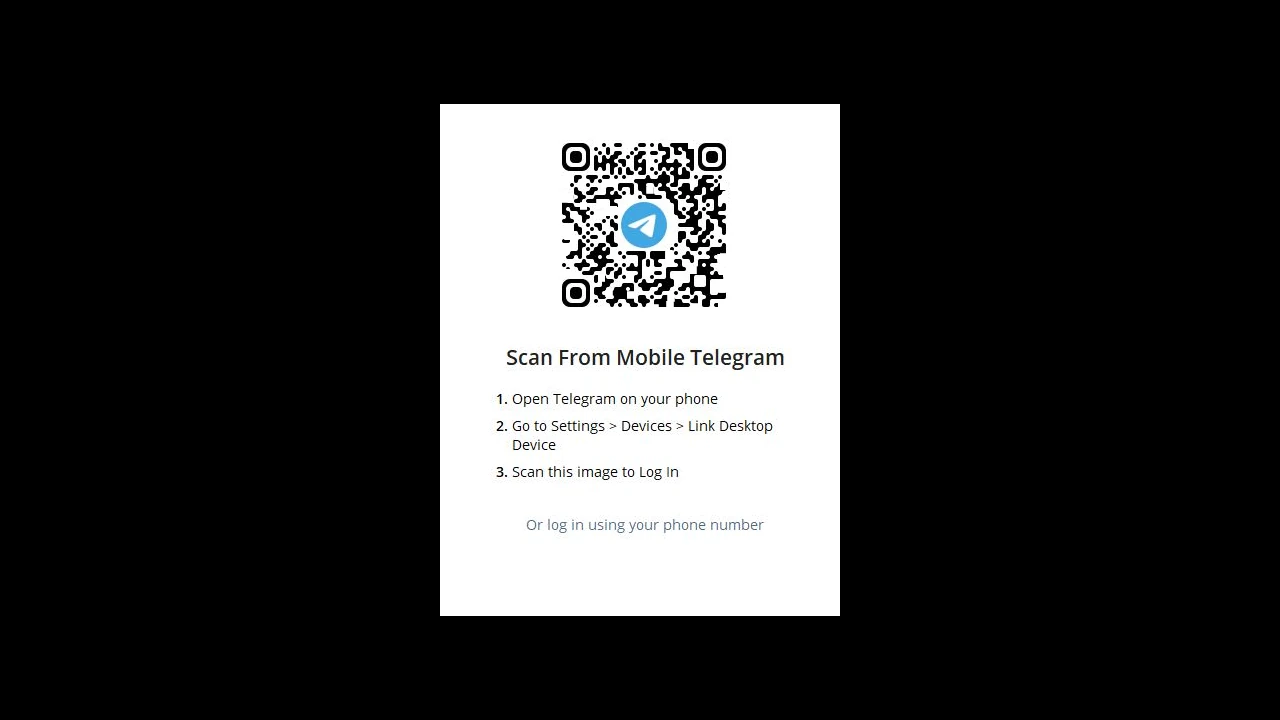 Scan From Mobile Telegram
1. Open Telegram on your phone
2. Go to Settings > Devices > Link Desktop
Device
3. Scan this image to Log In
Or log in using your phone number